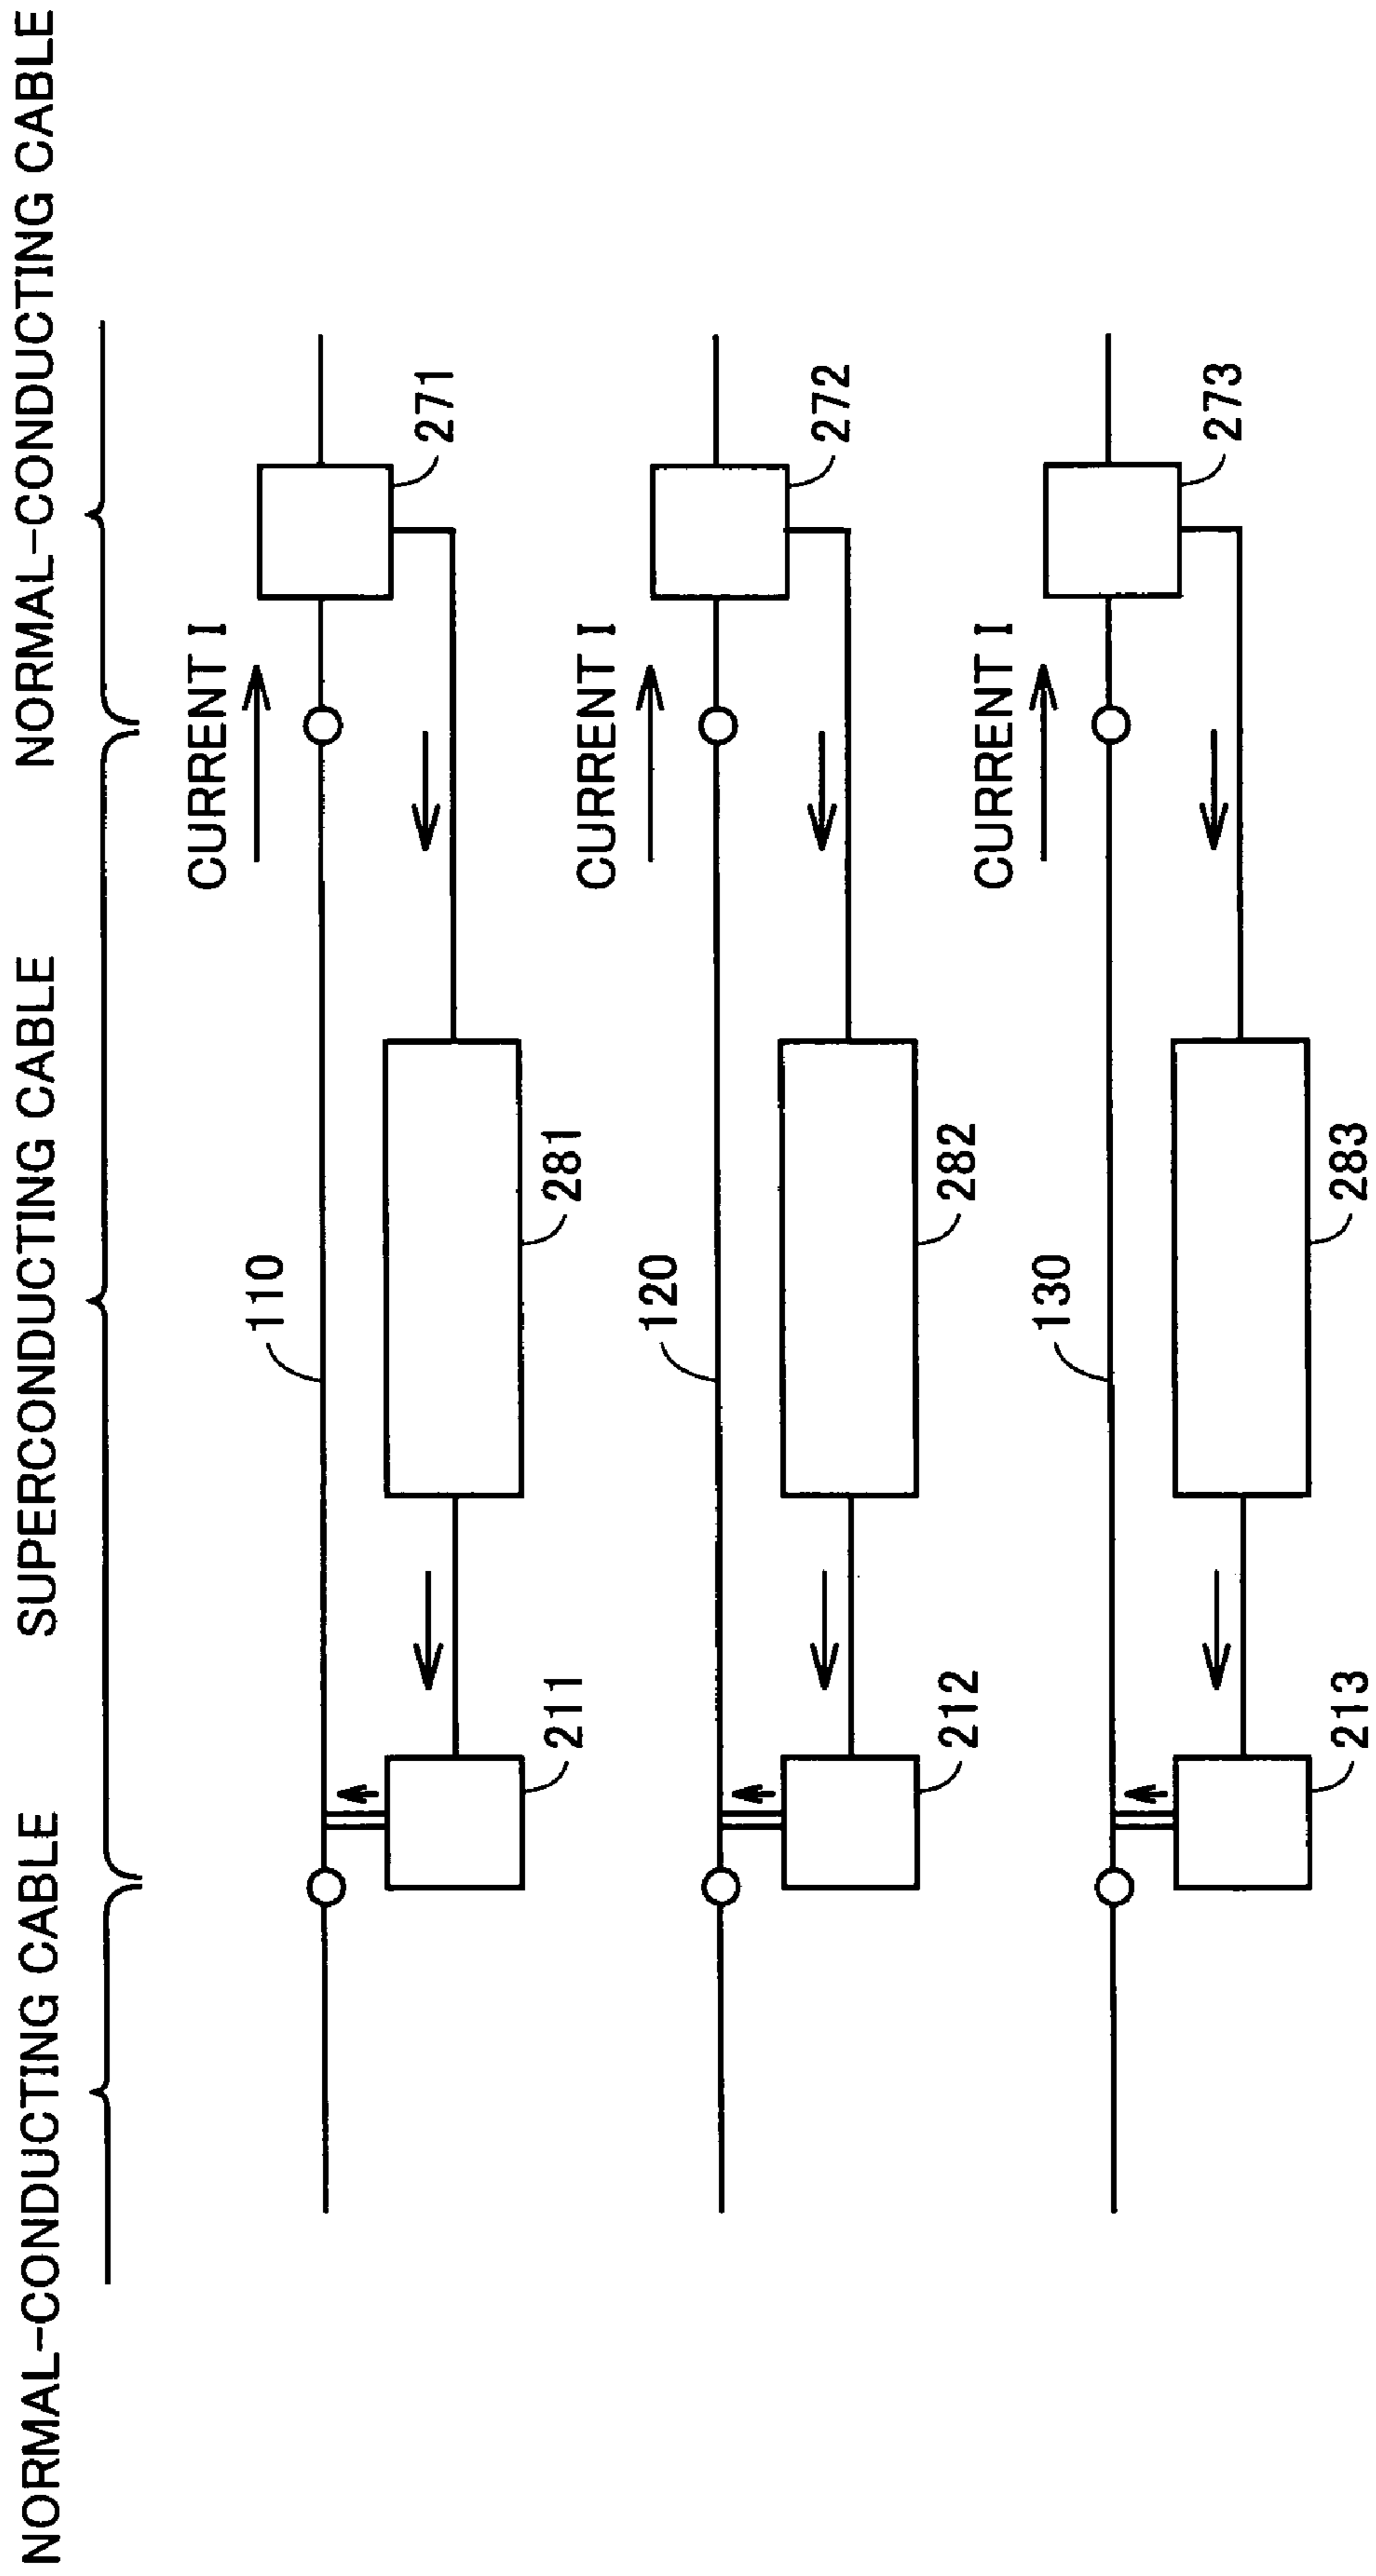 NORMAL-CONDUCTING CABLE
SUPERCONDUCTING CABLE
NORMAL-CONDUCTING CABLE
110
CURRENT I
271
211
281
120
CURRENT I
272
212
282
130
CURRENT I
273
213
283